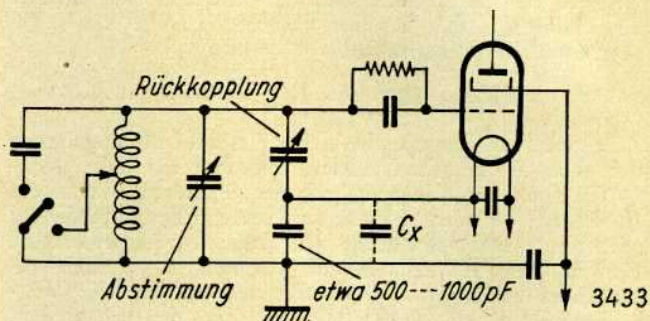 Rückkopplung
Cx
Abstimmung
etwa 500---1000pF
3433